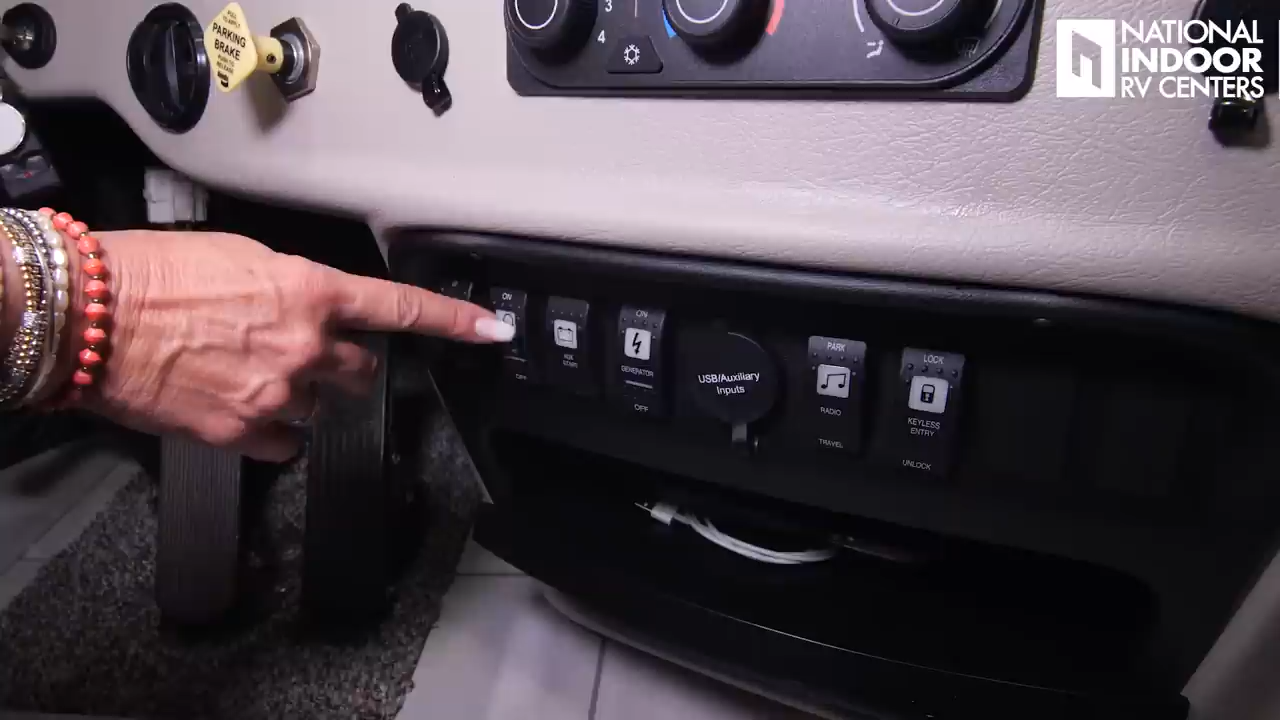 PARKING
BRAKE
3
4
NATIONAL
INDOOR
RV CENTERS
ON
OFF
AUX
START
ON
GENERATOR
OFF
USB/Auxiliary
Inputs
PARK
RADIO
TRAVEL
LOCK
KEYLESS
ENTRY
UNLOCK